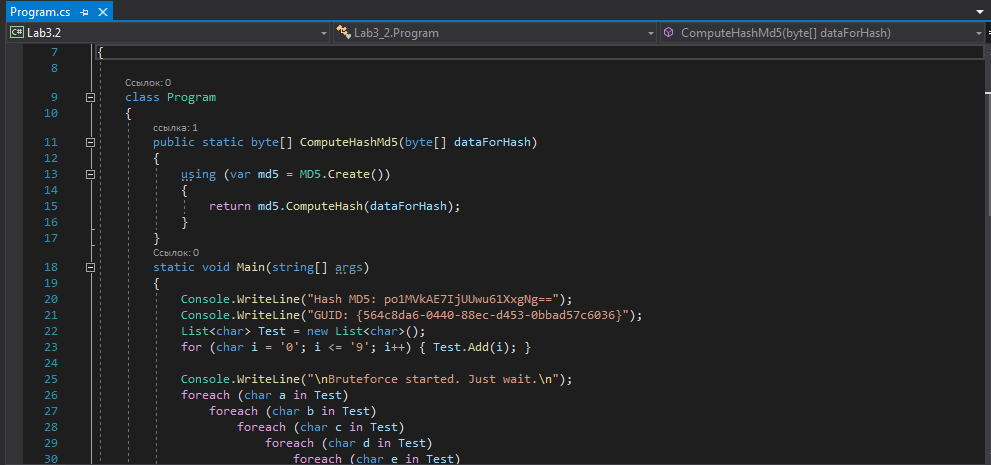 Program.cs
C# Lab3.2 Lab3_2.Program ComputeHashMd5(byte[] dataForHash)
7 {
8
Ссылок: 0
9 class Program
10 {
ссылка: 1
11 public static byte[] ComputeHashMd5(byte[] dataForHash)
12 {
13 using (var md5 = MD5.Create())
14 {
15 return md5.ComputeHash(dataForHash);
16 }
17 }
Ссылок: 0
18 static void Main(string[] args)
19 {
20 Console.WriteLine("Hash MD5: po1MVkAE7IjUUwu61XxgNg==");
21 Console.WriteLine("GUID: {564c8da6-0440-88ec-d453-0bbad57c6036}");
22 List<char> Test = new List<char>();
23 for (char i = '0'; i <= '9'; i++) { Test.Add(i); }
24
25 Console.WriteLine("\nBruteforce started. Just wait.\n");
26 foreach (char a in Test)
27 foreach (char b in Test)
28 foreach (char c in Test)
29 foreach (char d in Test)
30 foreach (char e in Test)